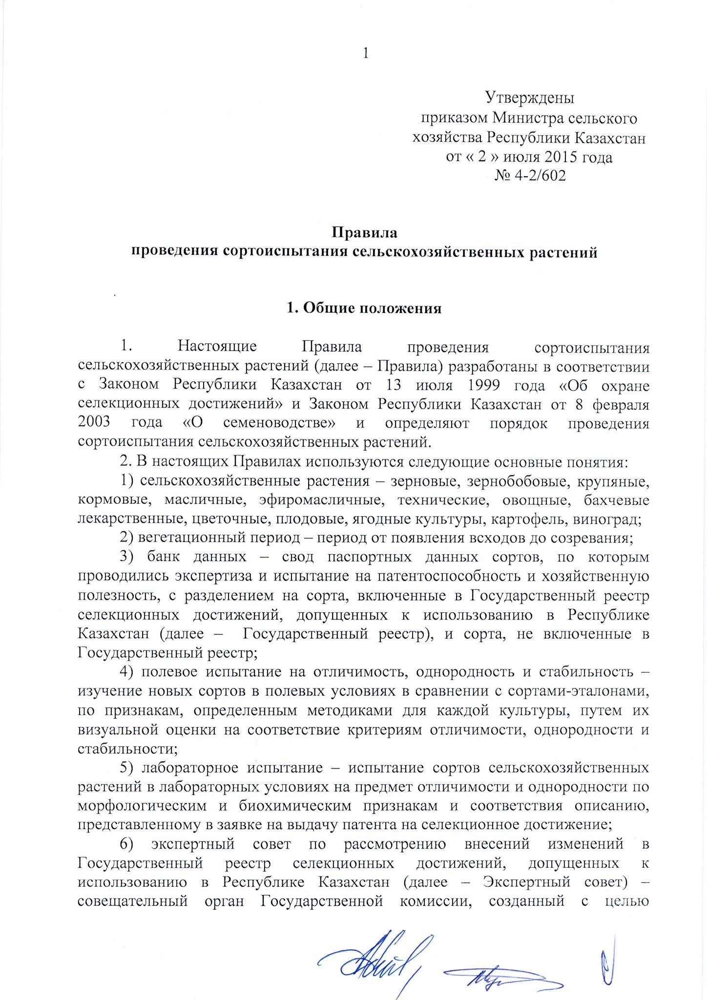 1
Утверждены
приказом Министра сельского
хозяйства Республики Казахстан
от « 2 » июля 2015 года
№ 4-2/602
Правила
проведения сортоиспытания сельскохозяйственных растений
1. Общие положения
1. Настоящие Правила проведения сортоиспытания
сельскохозяйственных растений (далее – Правила) разработаны в соответствии
с Законом Республики Казахстан от 13 июля 1999 года «Об охране
селекционных достижений» и Законом Республики Казахстан от 8 февраля
2003 года «О семеноводстве» и определяют порядок проведения
сортоиспытания сельскохозяйственных растений.
2. В настоящих Правилах используются следующие основные понятия:
1) сельскохозяйственные растения – зерновые, зернобобовые, крупяные,
кормовые, масличные, эфиромасличные, технические, овощные, бахчевые
лекарственные, цветочные, плодовые, ягодные культуры, картофель, виноград;
2) вегетационный период – период от появления всходов до созревания;
3) банк данных – свод паспортных данных сортов, по которым
проводились экспертиза и испытание на патентоспособность и хозяйственную
полезность, с разделением на сорта, включенные в Государственный реестр
селекционных достижений, допущенных к использованию в Республике
Казахстан (далее – Государственный реестр), и сорта, не включенные в
Государственный реестр;
4) полевое испытание на отличимость, однородность и стабильность –
изучение новых сортов в полевых условиях в сравнении с сортами-эталонами,
по признакам, определенным методиками для каждой культуры, путем их
визуальной оценки на соответствие критериям отличимости, однородности и
стабильности;
5) лабораторное испытание – испытание сортов сельскохозяйственных
растений в лабораторных условиях на предмет отличимости и однородности по
морфологическим и биохимическим признакам и соответствия описанию,
представленному в заявке на выдачу патента на селекционное достижение;
6) экспертный совет по рассмотрению внесений изменений в
Государственный реестр селекционных достижений, допущенных к
использованию в Республике Казахстан (далее – Экспертный совет) –
совещательный орган Государственной комиссии, созданный с целью